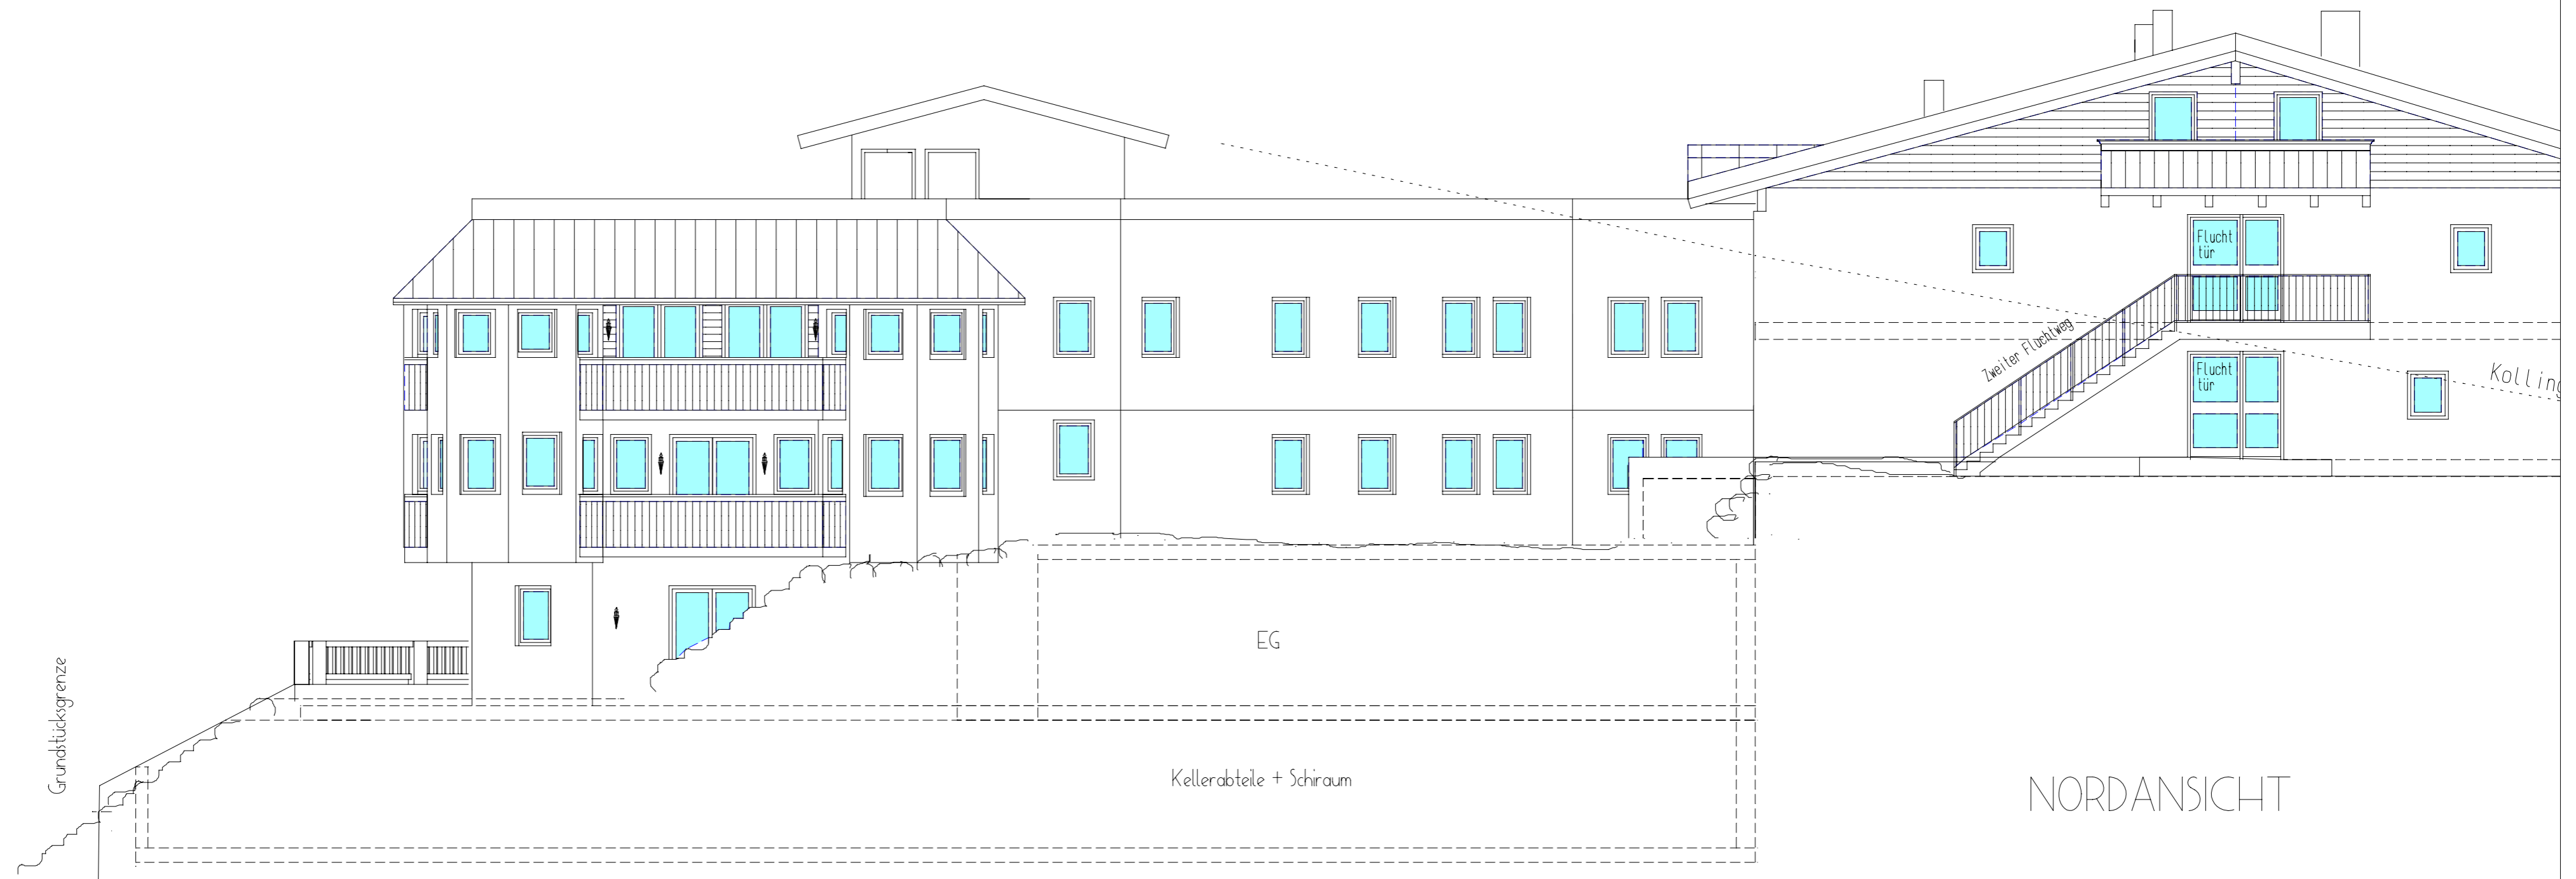 Flucht
tür
Zweiter Fluchtweg
Flucht
tür
EG
Grundstücksgrenze
Kellerabteile + Schiraum
NORDANSICHT